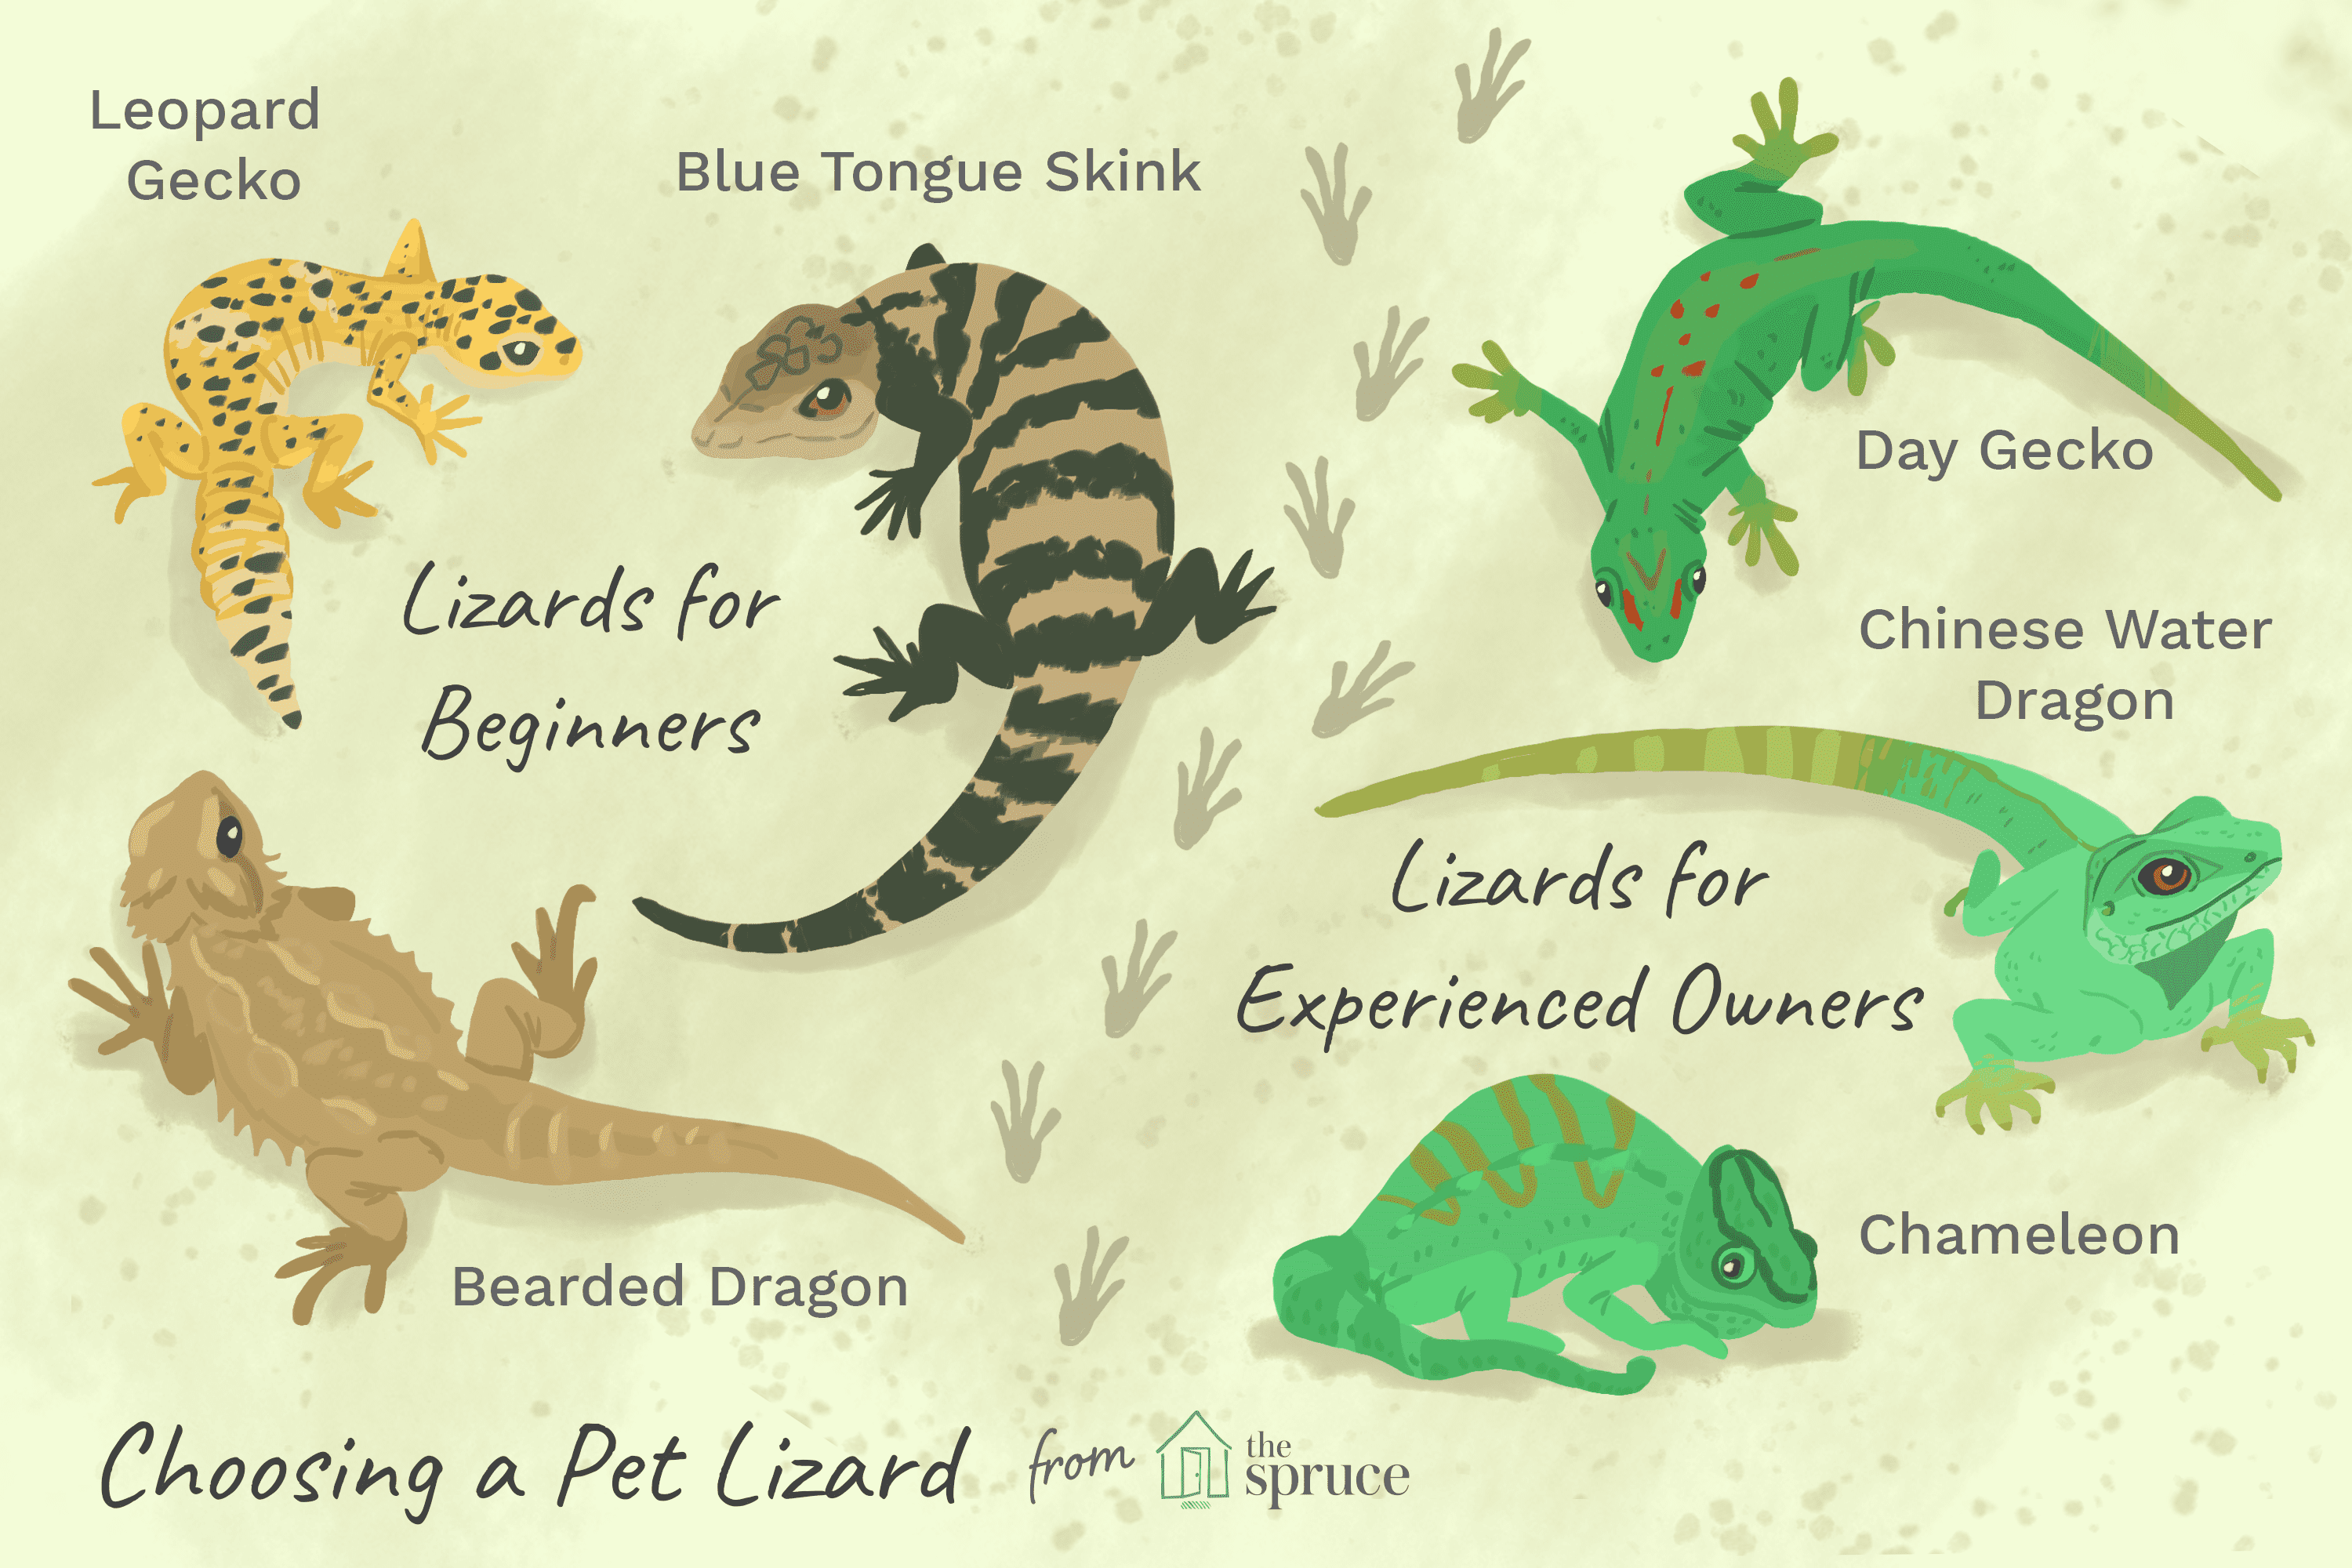 Leopard
Gecko
Blue Tongue Skink
Lizards for
Beginners
Bearded Dragon
Day Gecko
Chinese Water
Dragon
Lizards for
Experienced Owners
Chameleon
Choosing a Pet Lizard from the spruce